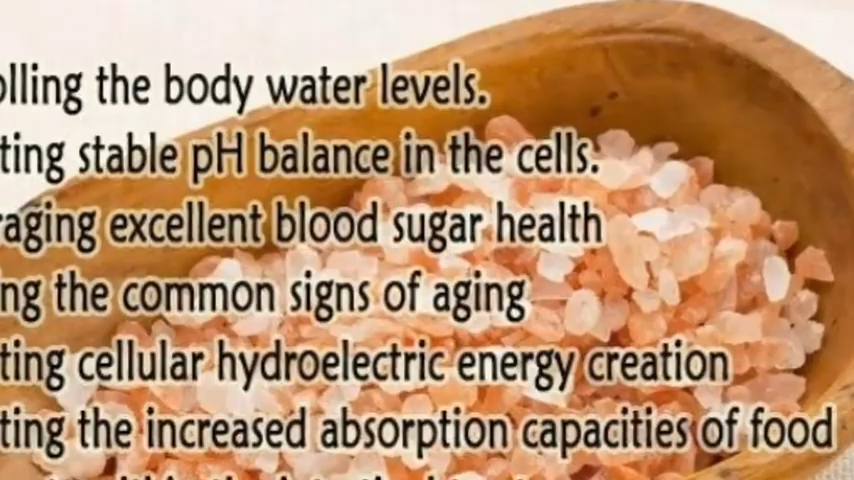 olling the body water levels.
ting stable pH balance in the cells.
raging excellent blood sugar health
ng the common signs of aging
ting cellular hydroelectric energy creation
ting the increased absorption capacities of food